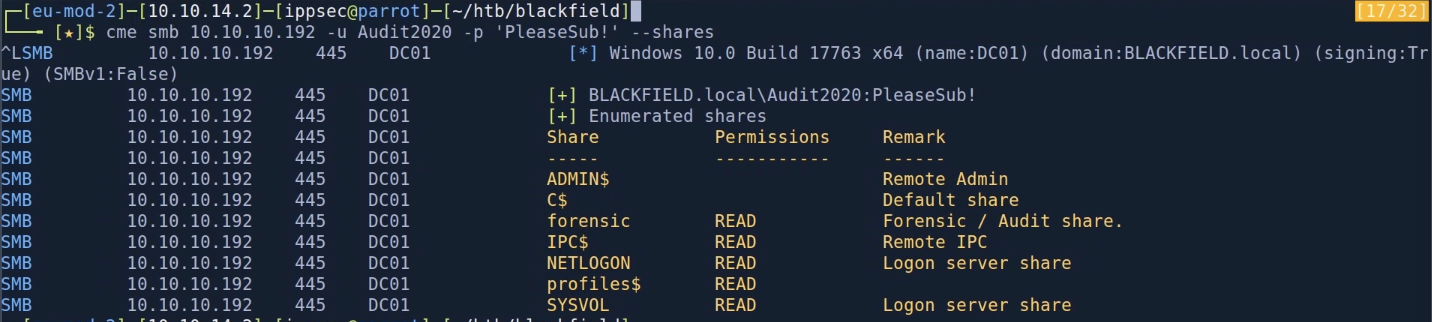 ┌─[eu-mod-2]─[10.10.14.2]─[ippsec@parrot]─[~/htb/blackfield] [17/32]
└──╼ [★]$ cme smb 10.10.10.192 -u Audit2020 -p 'PleaseSub!' --shares
^LSMB 10.10.10.192 445 DC01 [*] Windows 10.0 Build 17763 x64 (name:DC01) (domain:BLACKFIELD.local) (signing:Tr
ue) (SMBv1:False)
SMB 10.10.10.192 445 DC01 [+] BLACKFIELD.local\Audit2020:PleaseSub!
SMB 10.10.10.192 445 DC01 [+] Enumerated shares
SMB 10.10.10.192 445 DC01 Share Permissions Remark
SMB 10.10.10.192 445 DC01 ----- ----------- ------
SMB 10.10.10.192 445 DC01 ADMIN$ Remote Admin
SMB 10.10.10.192 445 DC01 C$ Default share
SMB 10.10.10.192 445 DC01 forensic READ Forensic / Audit share.
SMB 10.10.10.192 445 DC01 IPC$ READ Remote IPC
SMB 10.10.10.192 445 DC01 NETLOGON READ Logon server share
SMB 10.10.10.192 445 DC01 profiles$ READ
SMB 10.10.10.192 445 DC01 SYSVOL READ Logon server share